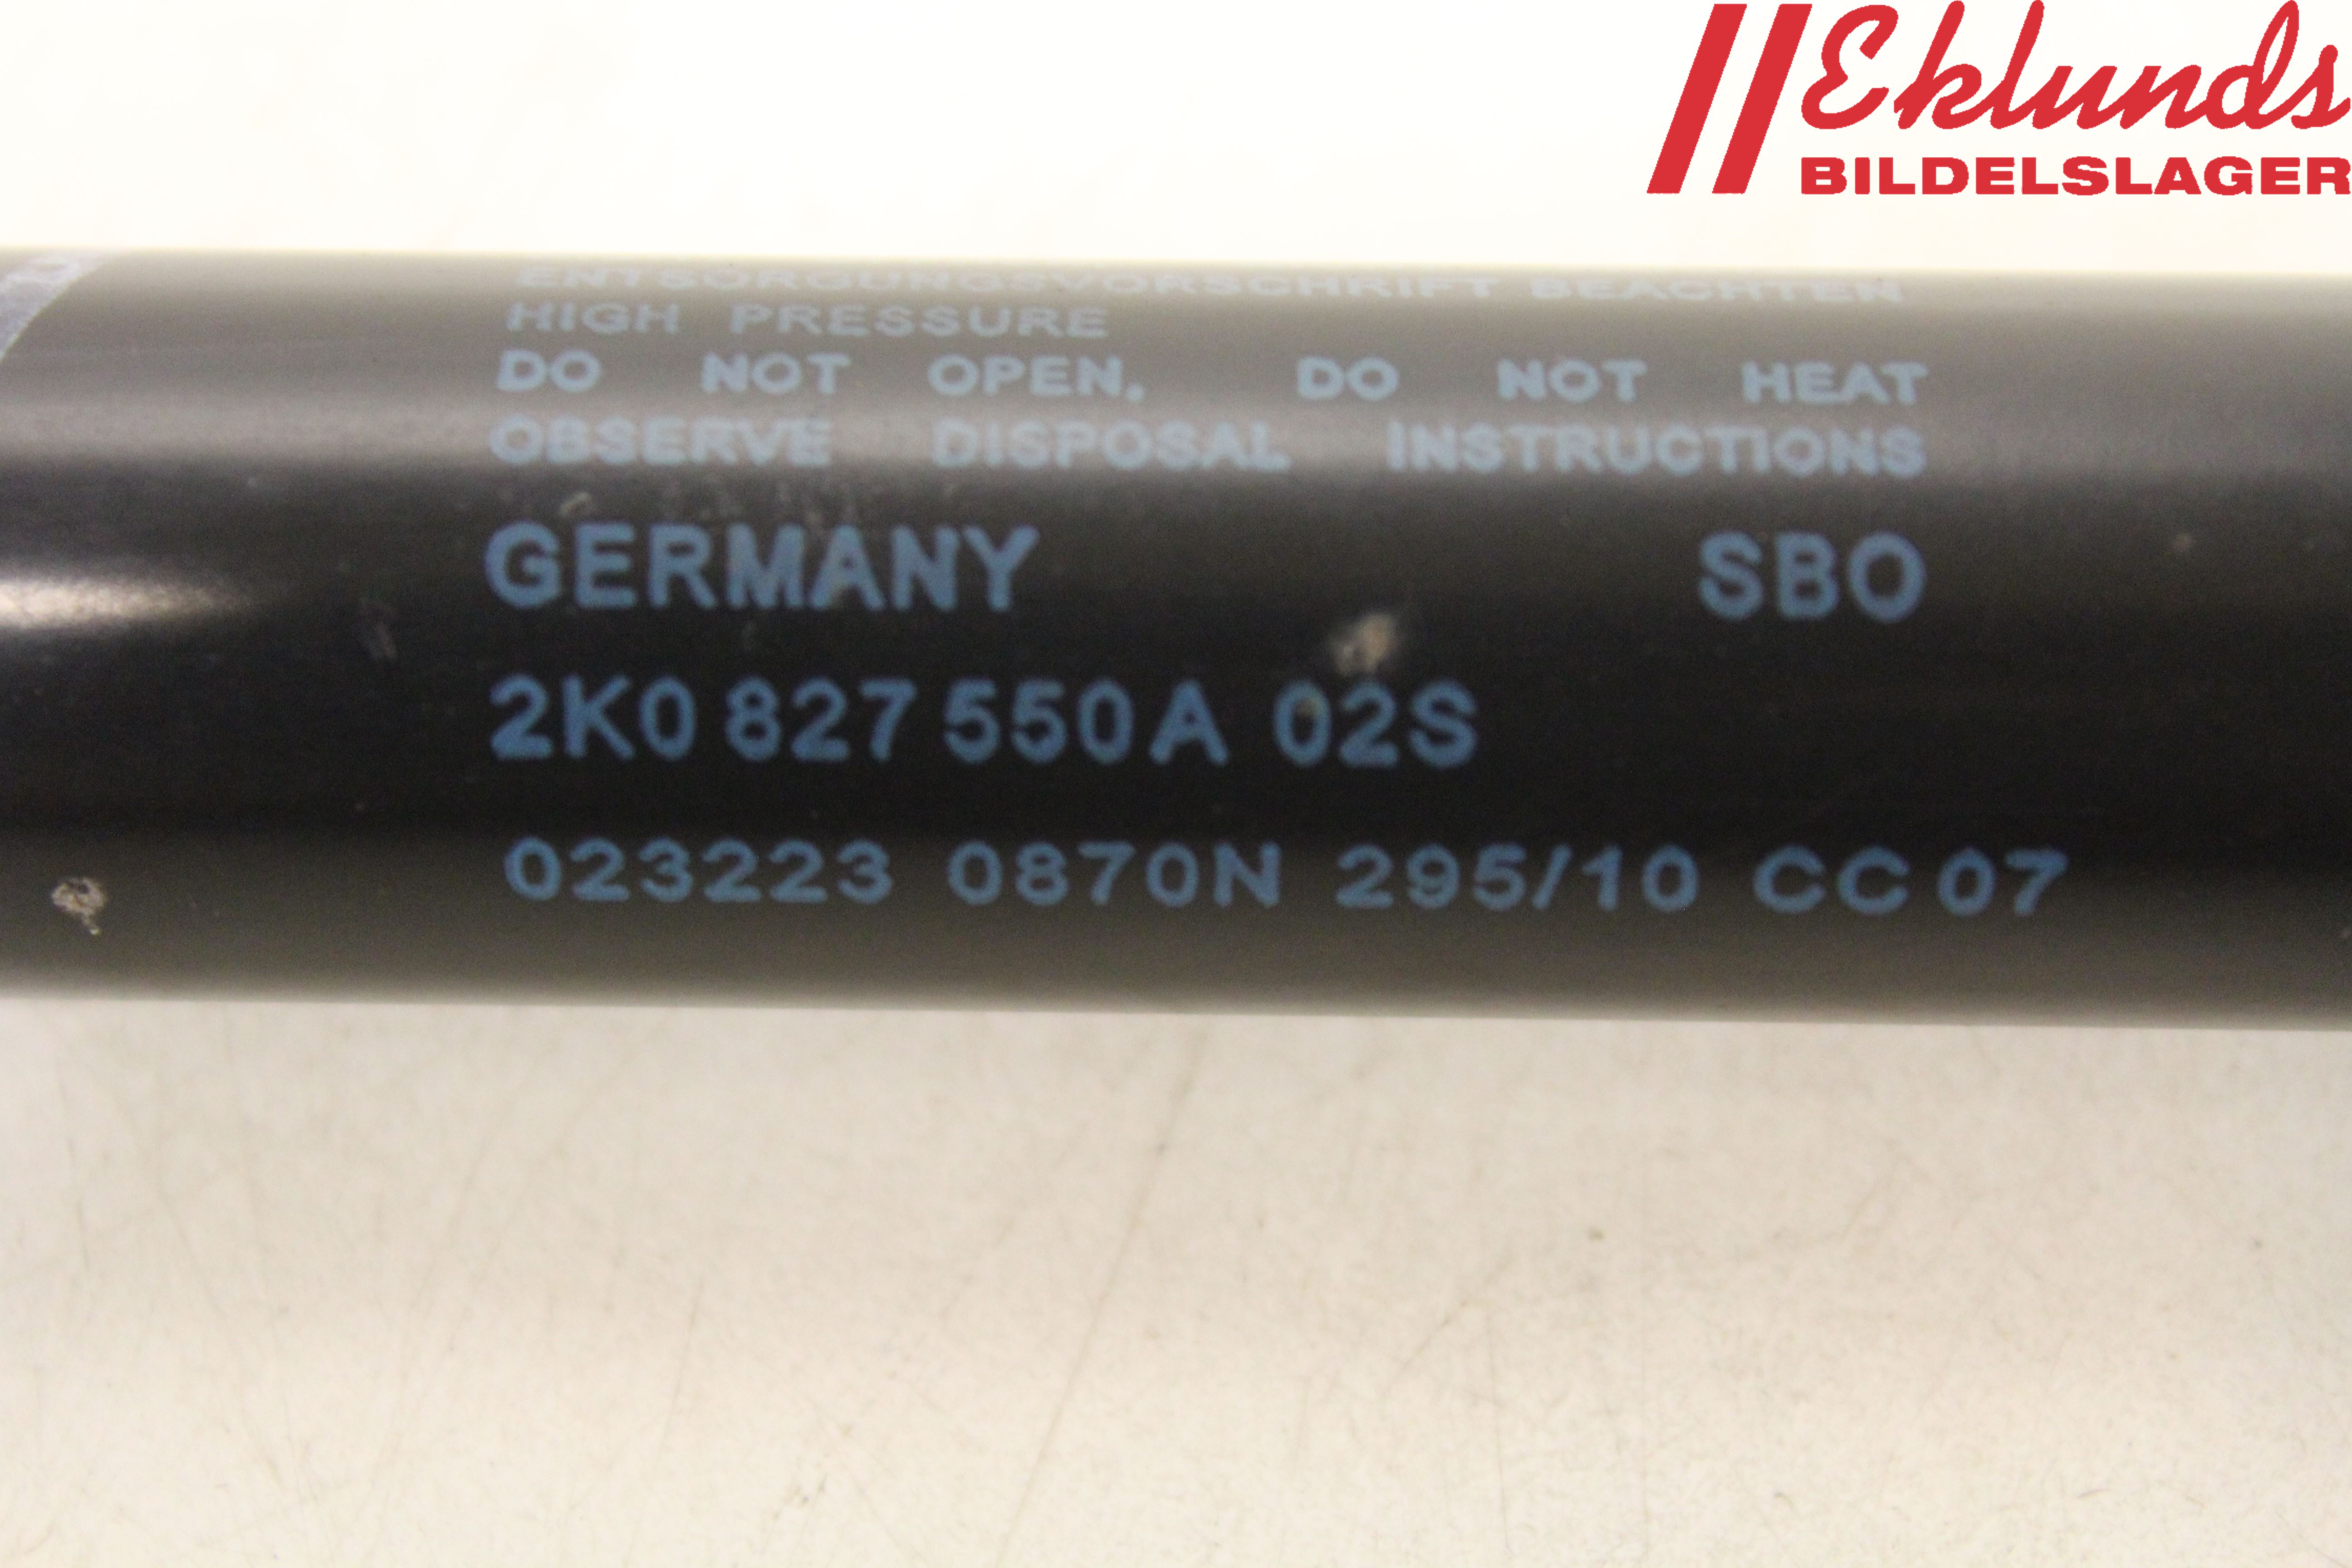 Eklunds
BILDELSLAGER
ENTSORGUNGSVORSCHRIFT BEACHTEN
HIGH PRESSURE
DO NOT OPEN. DO NOT HEAT
OBSERVE DISPOSAL INSTRUCTIONS
GERMANY SBO
2K0 827 550 A 02S
023223 0870N 295/10 CC 07